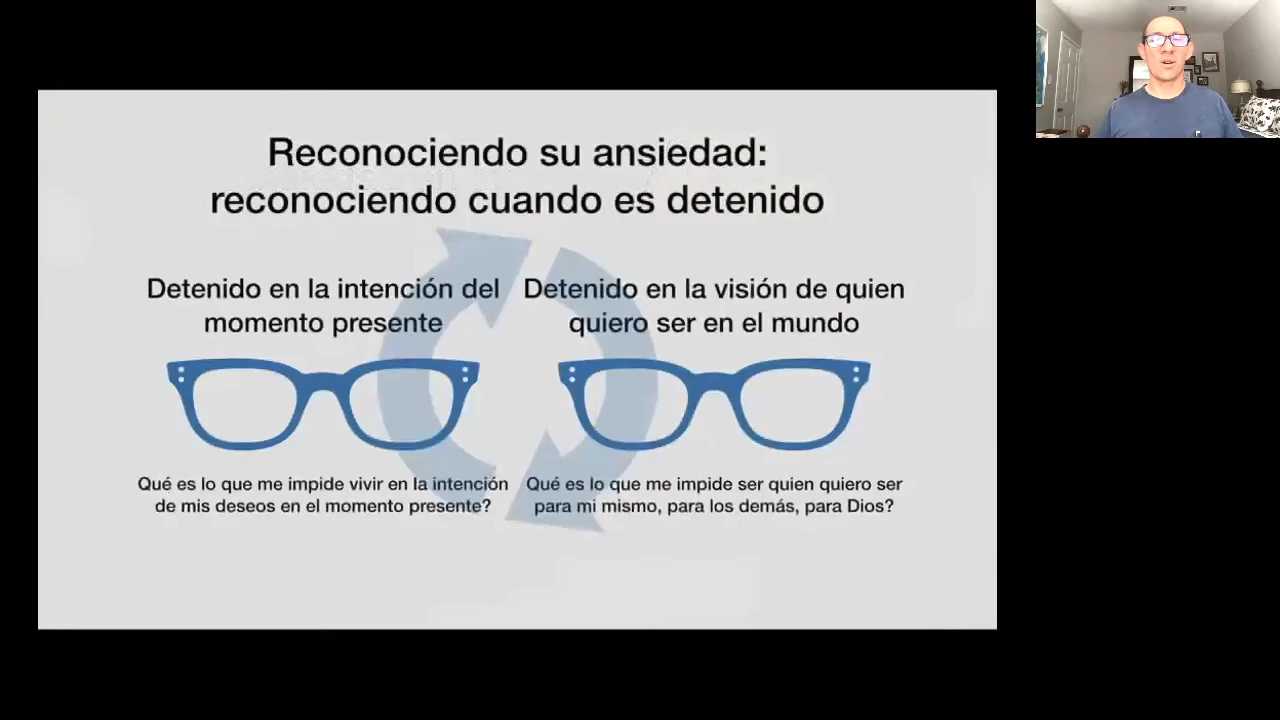 Reconociendo su ansiedad:
reconociendo cuando es detenido
Detenido en la intención del
momento presente
Qué es lo que me impide vivir en la intención
de mis deseos en el momento presente?
Detenido en la visión de quien
quiero ser en el mundo
Qué es lo que me impide ser quien quiero ser
para mi mismo, para los demás, para Dios?